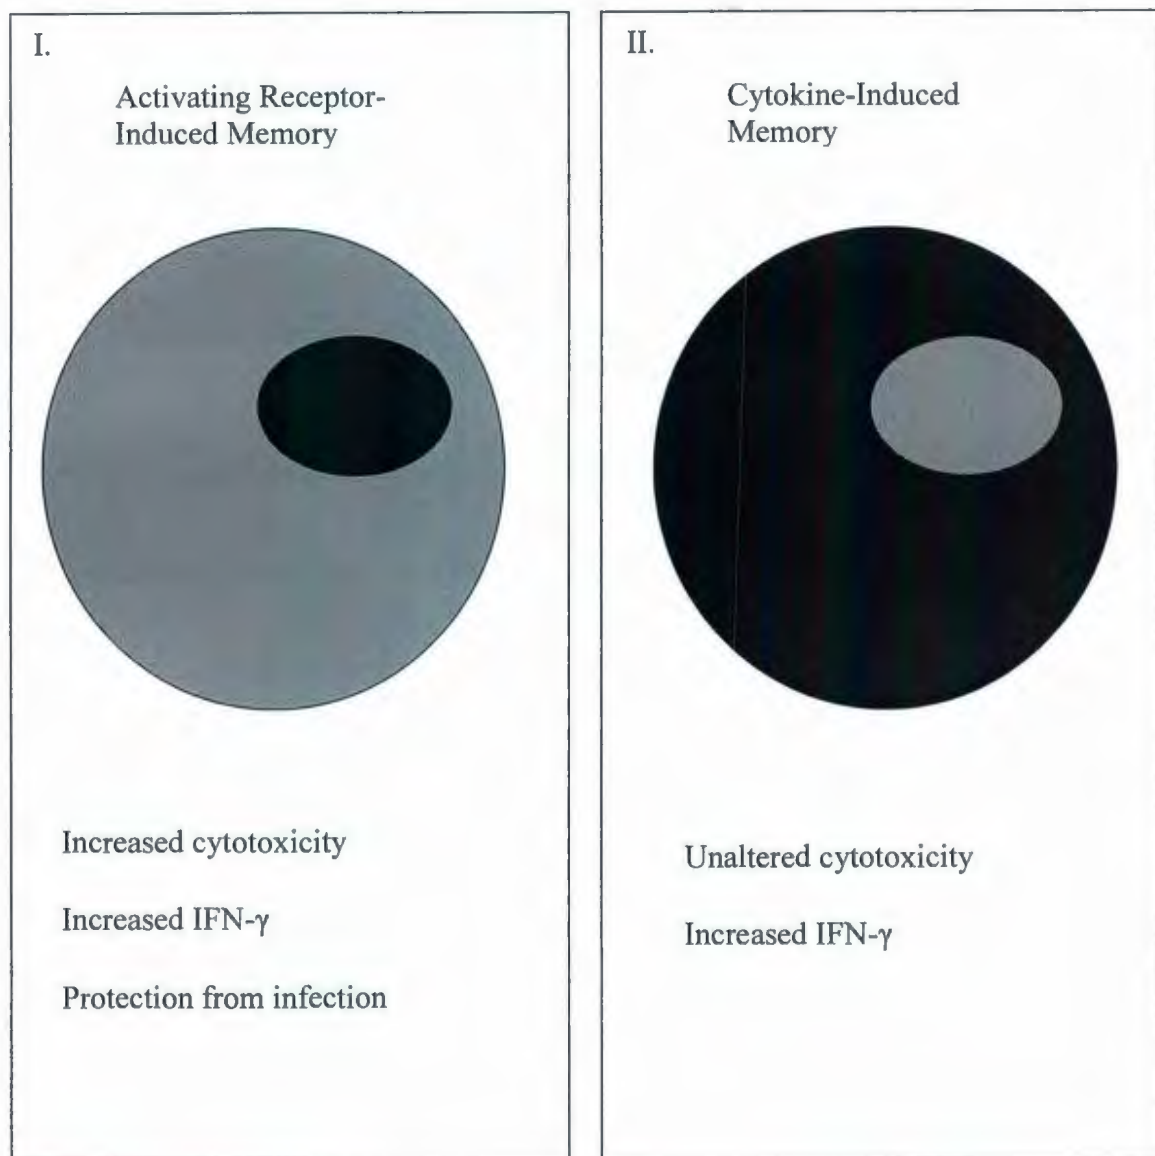 I.
Activating Receptor-
Induced Memory
Increased cytotoxicity
Increased IFN-γ
Protection from infection
II.
Cytokine-Induced
Memory
Unaltered cytotoxicity
Increased IFN-γ